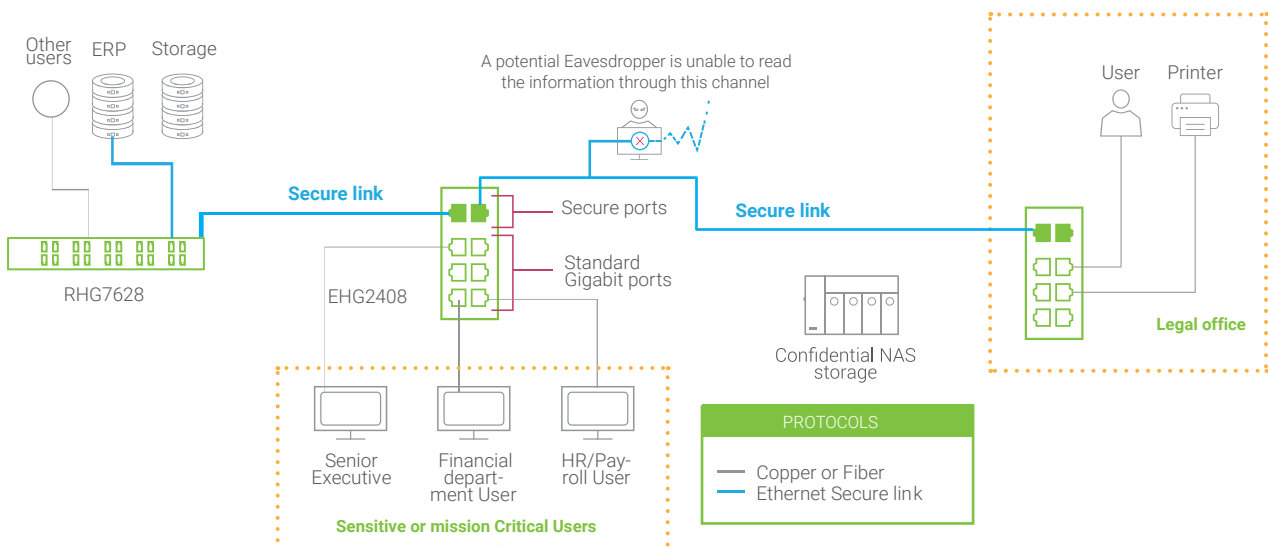 Other
users
ERP
Storage
A potential Eavesdropper is unable to read
the information through this channel
User
Printer
Secure link
Secure ports
Secure link
Standard
Gigabit ports
RHG7628
EHG2408
Legal office
Confidential NAS
storage
PROTOCOLS
Copper or Fiber
Ethernet Secure link
Senior
Executive
Financial
depart-
ment User
HR/Pay-
roll User
Sensitive or mission Critical Users